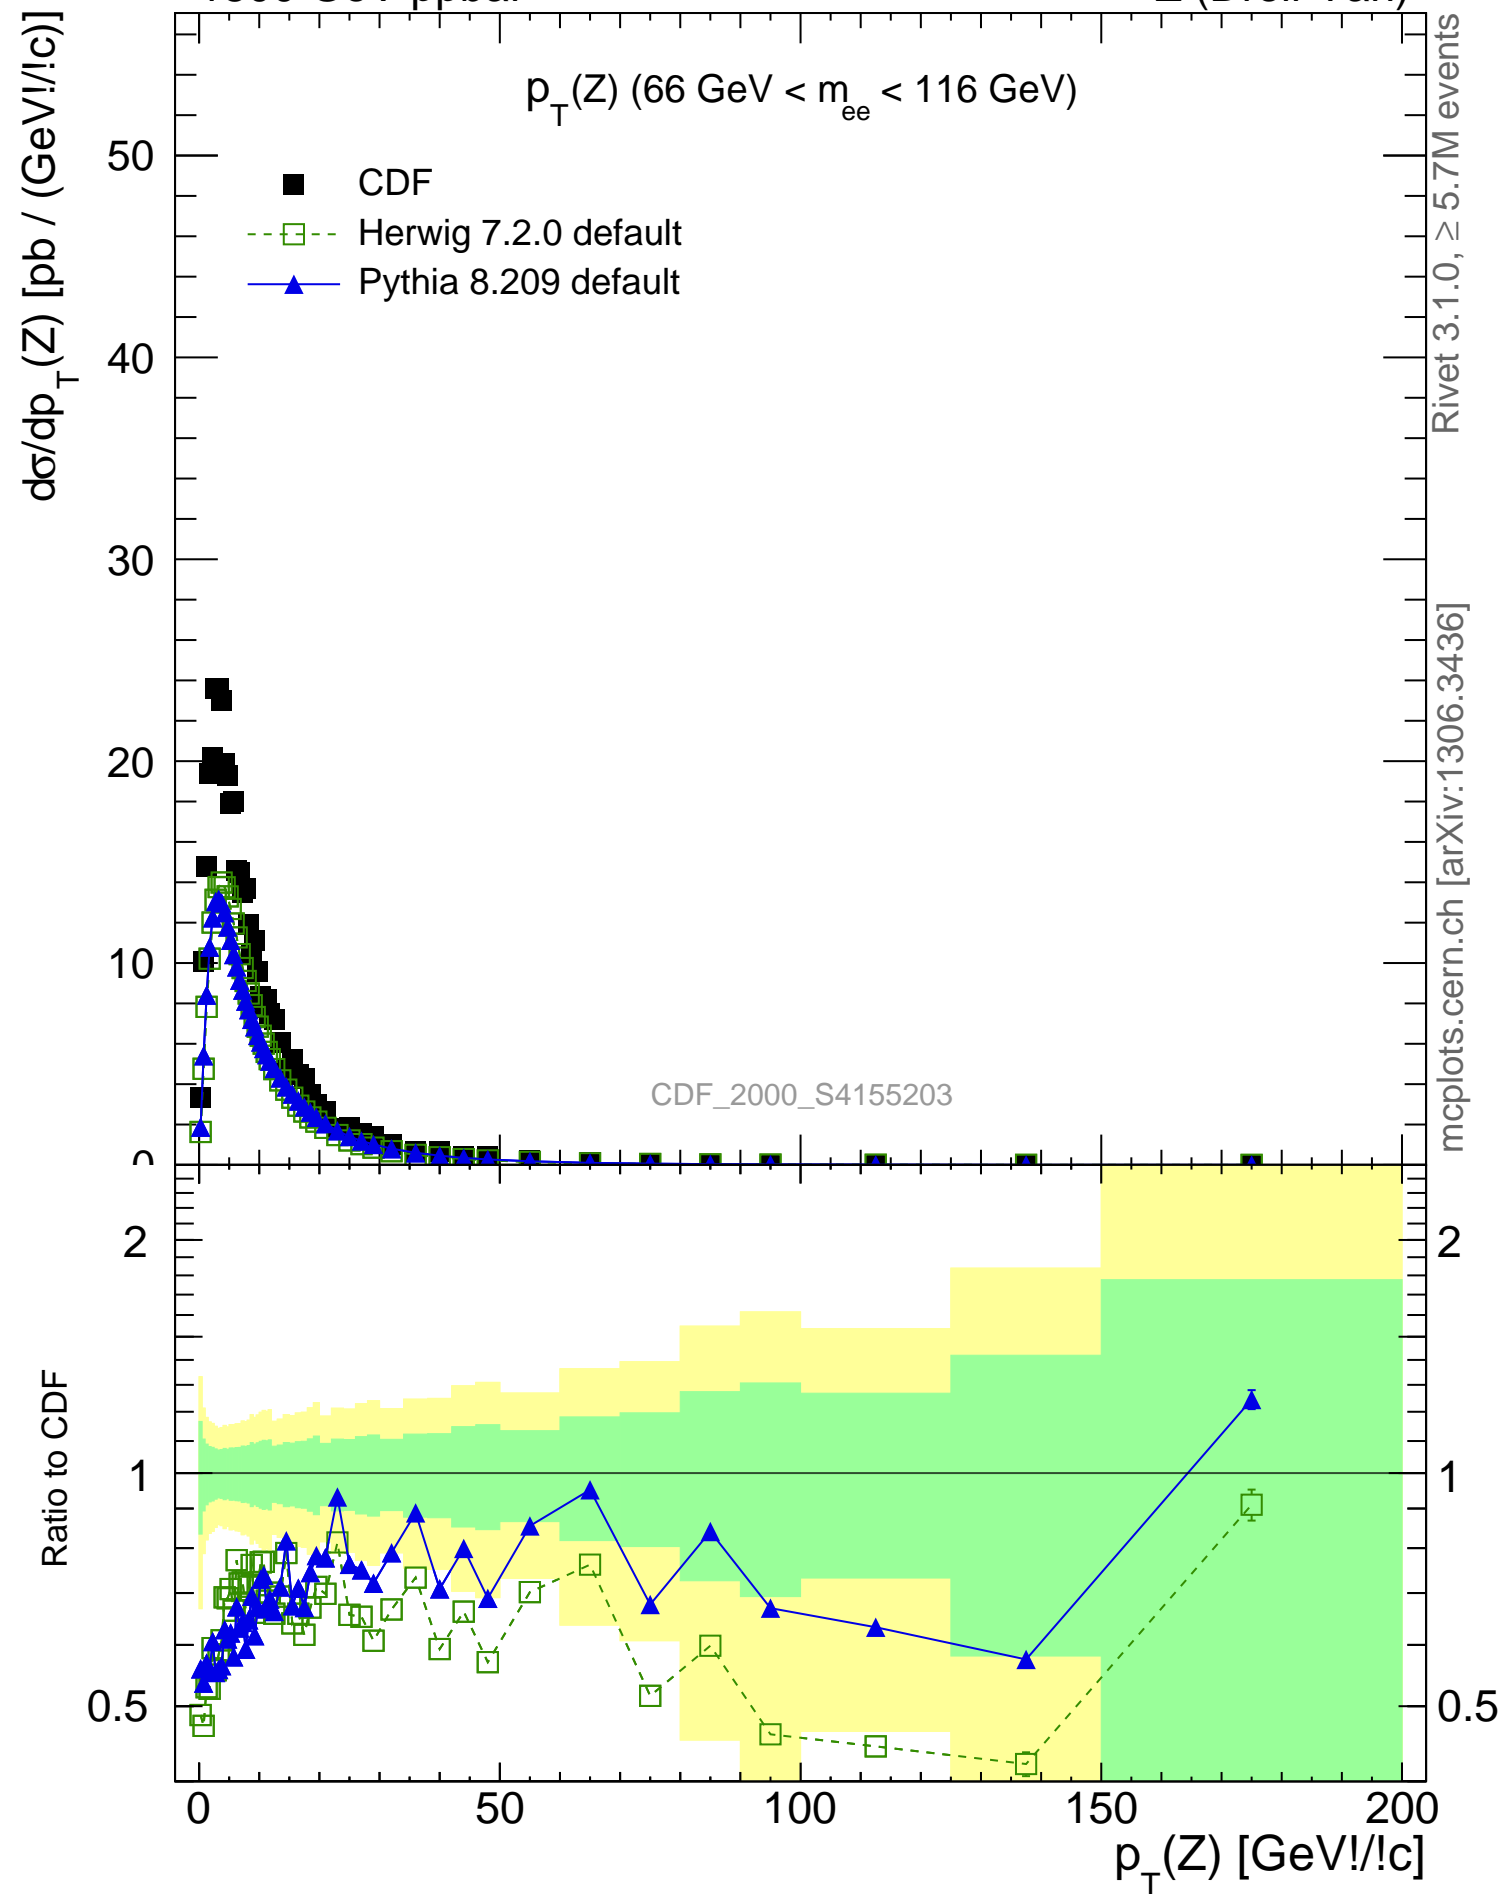 dσ/dp_T(Z) [pb / (GeV!/!c)]
p_T(Z) (66 GeV < m_ee < 116 GeV)
CDF
Herwig 7.2.0 default
Pythia 8.209 default
50
40
30
20
10
0
CDF_2000_S4155203
Rivet 3.1.0, ≥ 5.7M events
mcplots.cern.ch [arXiv:1306.3436]
Ratio to CDF
2
1
0.5
2
1
0.5
0 50 100 150 200
p_T(Z) [GeV!/!c]